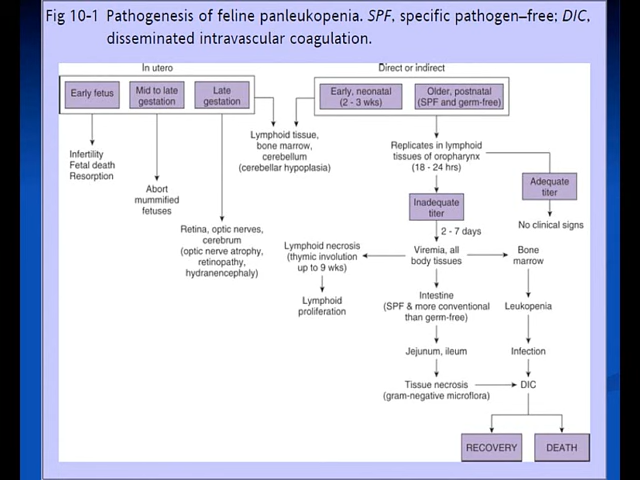 Fig 10-1 Pathogenesis of feline panleukopenia. SPF, specific pathogen–free; DIC,
disseminated intravascular coagulation.
In utero
Direct or indirect
Early fetus
Mid to late
gestation
Late
gestation
Early, neonatal
(2 - 3 wks)
Older, postnatal
(SPF and germ-free)
Lymphoid tissue,
bone marrow,
cerebellum
(cerebellar hypoplasia)
Infertility
Fetal death
Resorption
Abort
mummified
fetuses
Retina, optic nerves,
cerebrum
(optic nerve atrophy,
retinopathy,
hydranencephaly)
Replicates in lymphoid
tissues of oropharynx
(18 - 24 hrs)
Adequate
titer
No clinical signs
Inadequate
titer
2 - 7 days
Lymphoid necrosis
(thymic involution
up to 9 wks)
Lymphoid
proliferation
Viremia, all
body tissues
Bone
marrow
Intestine
(SPF & more conventional
than germ-free)
Leukopenia
Jejunum, ileum
Infection
Tissue necrosis
(gram-negative microflora)
DIC
RECOVERY
DEATH